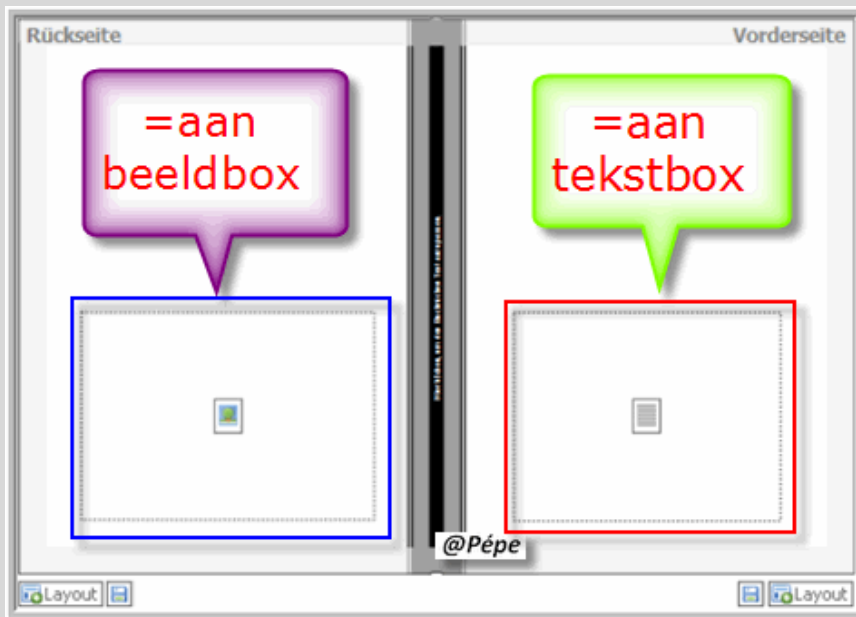 Rückseite
Vorderseite
=aan
beeldbox
=aan
tekstbox
@Pépe
Layout
Layout